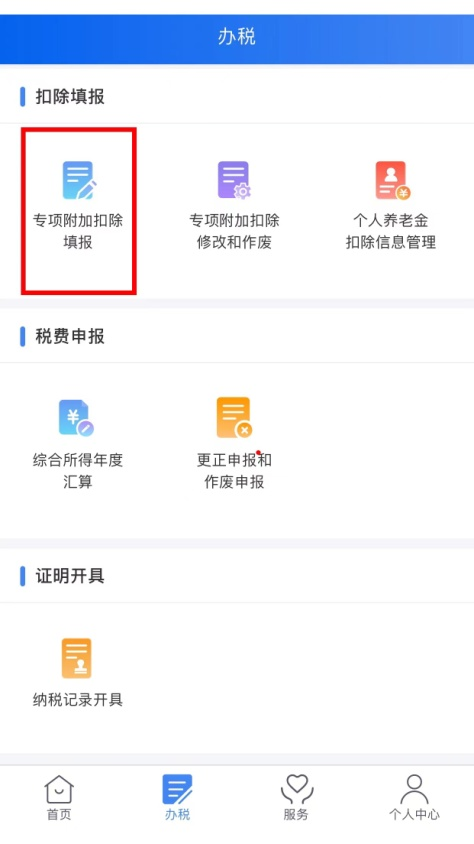 办税
扣除填报
专项附加扣除
填报
专项附加扣除
修改和作废
个人养老金
扣除信息管理
税费申报
综合所得年度
汇算
更正申报和
作废申报
证明开具
纳税记录开具
首页
办税
服务
个人中心